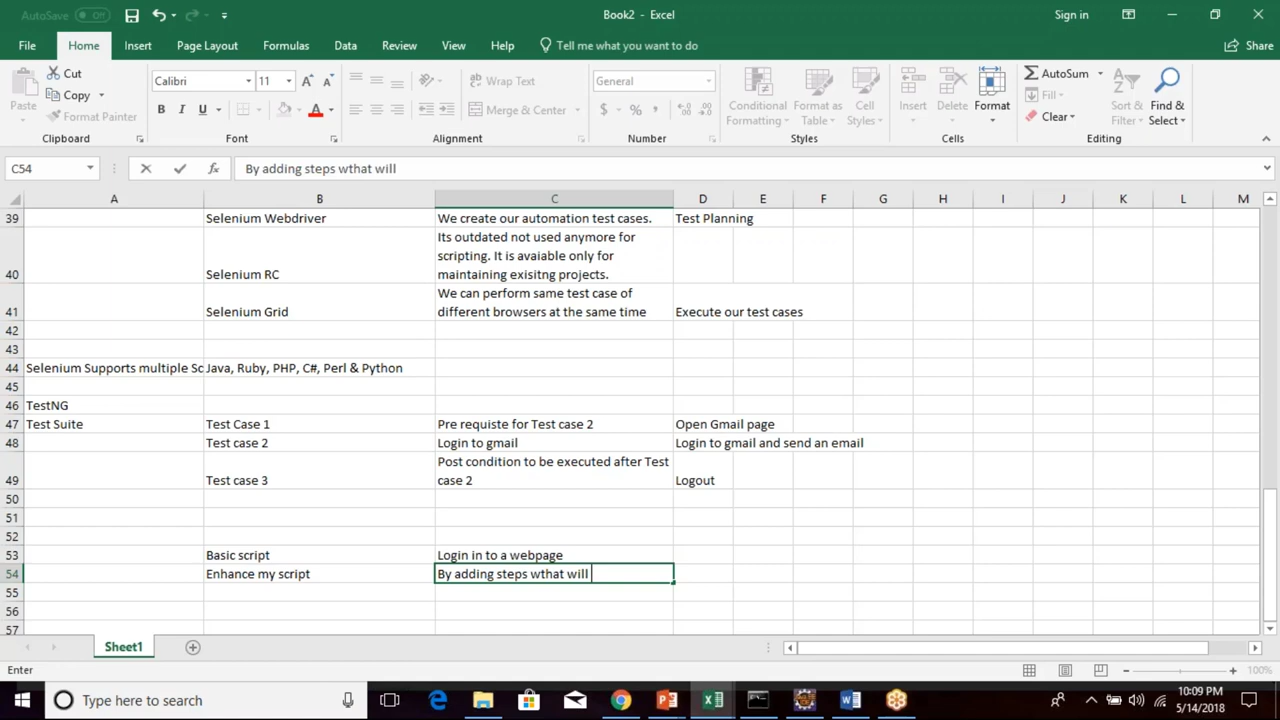 AutoSave Off
Book2 - Excel
Sign in
File Home Insert Page Layout Formulas Data Review View Help Tell me what you want to do Share
Paste
Cut
Copy
Format Painter
Clipboard
Calibri 11
B I U
Font
Wrap Text
Merge & Center
Alignment
General
$ % ,
Number
Conditional Formatting
Format as Table
Cell Styles
Styles
Insert Delete Format
Cells
AutoSum
Fill
Clear
Sort & Filter
Find & Select
Editing
C54 fx By adding steps wthat will
A B C D E F G H I J K L M
39 Selenium Webdriver We create our automation test cases. Test Planning
Its outdated not used anymore for
scripting. It is avaiable only for
40 Selenium RC maintaining exisitng projects.
We can perform same test case of
41 Selenium Grid different browsers at the same time Execute our test cases
42
43
44 Selenium Supports multiple Sc Java, Ruby, PHP, C#, Perl & Python
45
46 TestNG
47 Test Suite Test Case 1 Pre requiste for Test case 2 Open Gmail page
48 Test case 2 Login to gmail Login to gmail and send an email
Post condition to be executed after Test
49 Test case 3 case 2 Logout
50
51
52
53 Basic script Login in to a webpage
54 Enhance my script By adding steps wthat will
55
56
57
Sheet1
Enter 100%
Type here to search
10:09 PM
5/14/2018